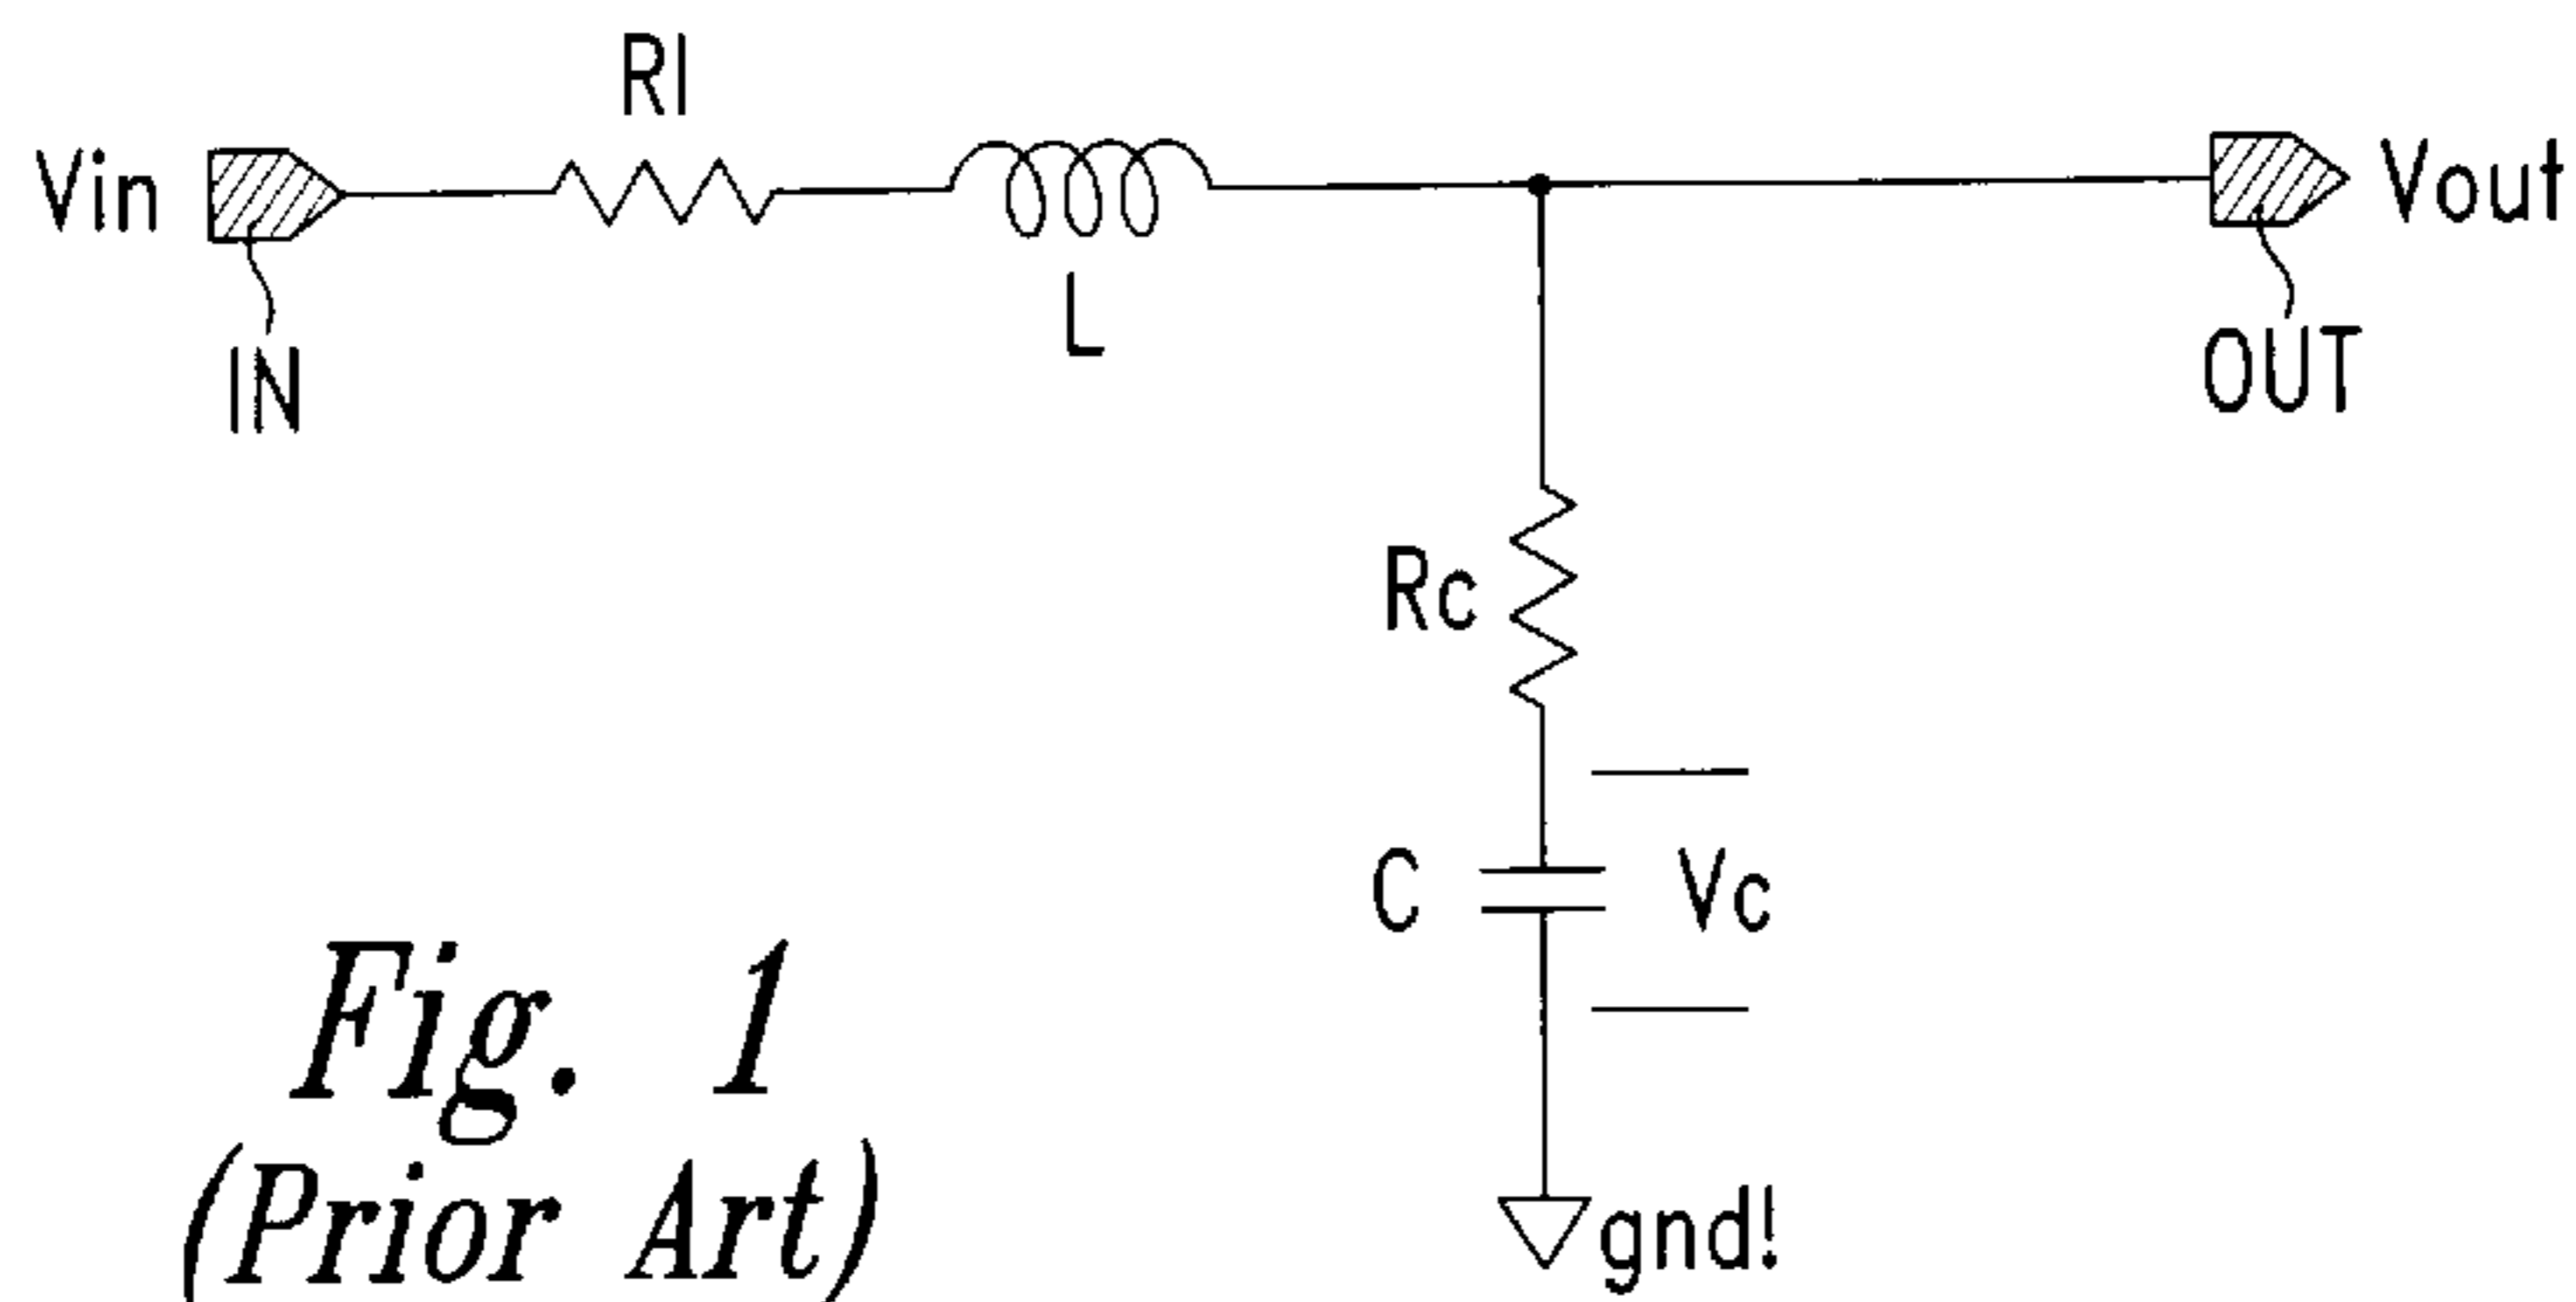 Rl
Vin
Vout
IN
L
OUT
Rc
C
Vc
gnd!
Fig. 1
(Prior Art)